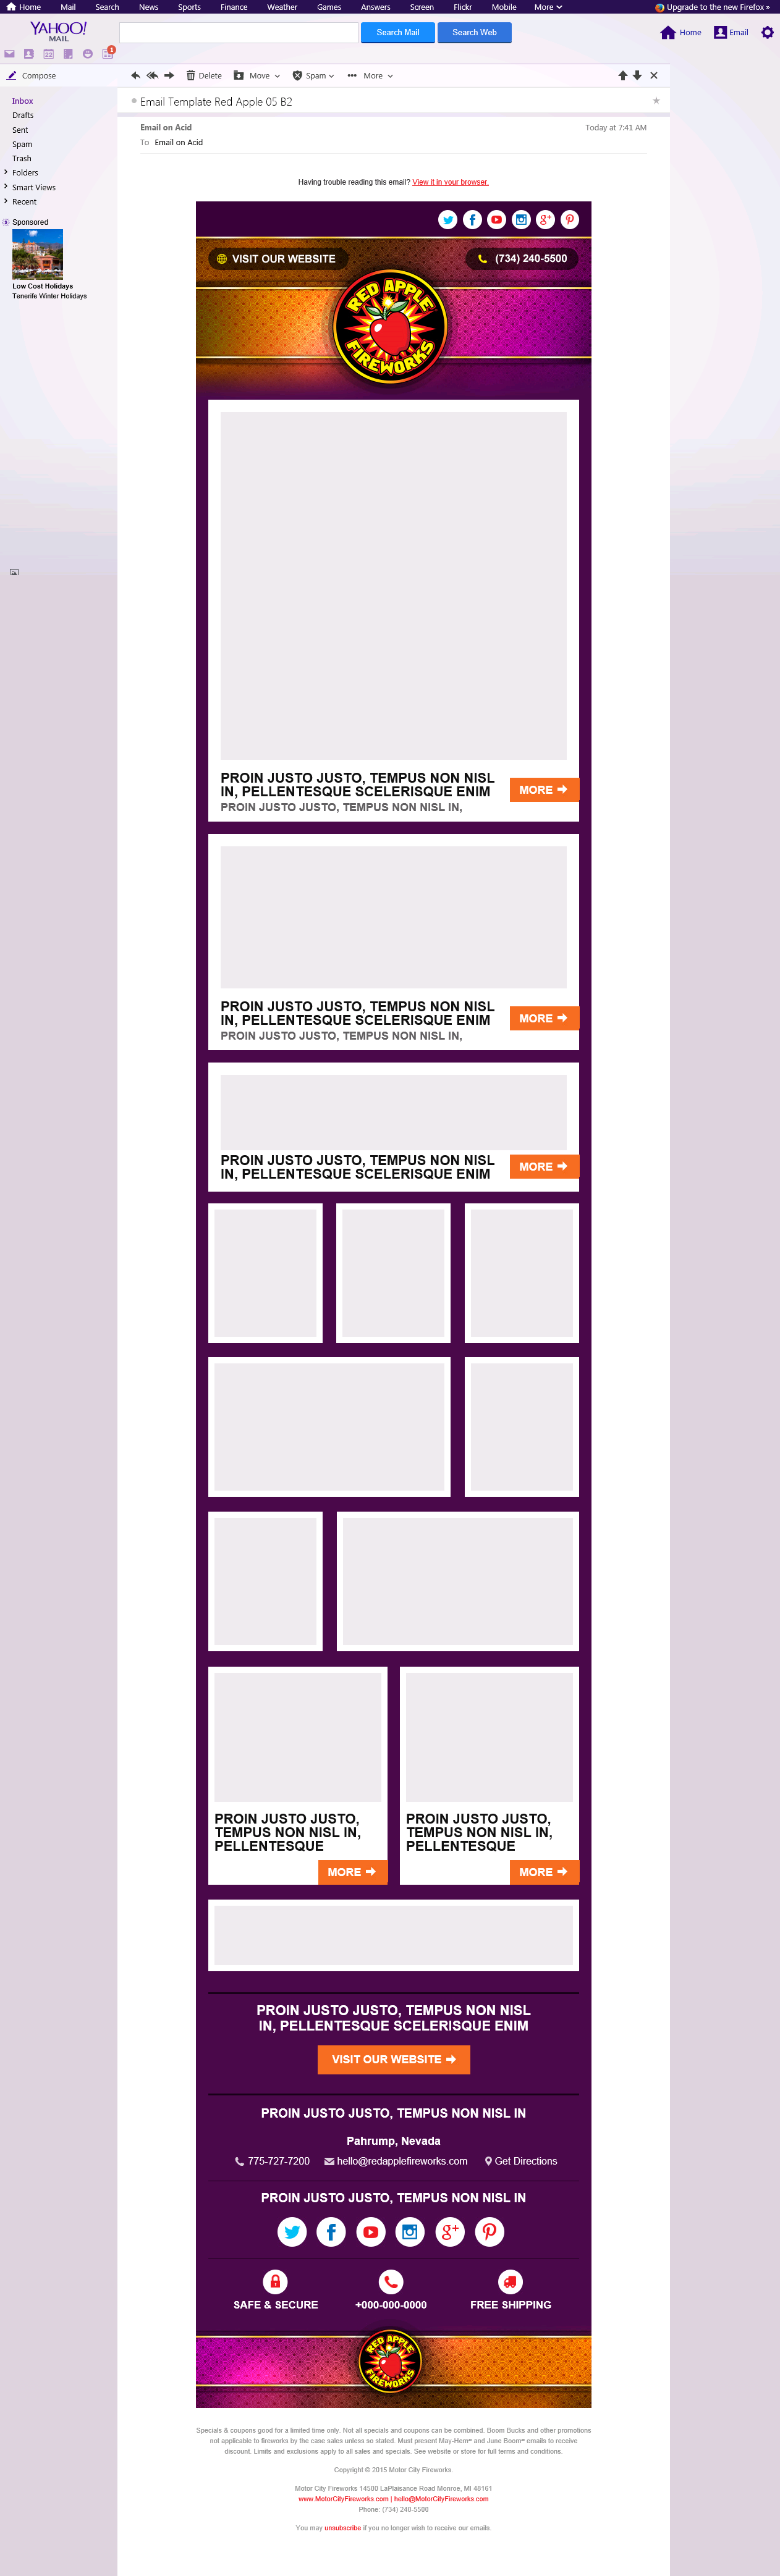 Home Mail Search News Sports Finance Weather Games Answers Screen Flickr Mobile More Upgrade to the new Firefox »
YAHOO!
MAIL
Search Mail Search Web Home Email
22 1
Compose Delete Move Spam More
Email Template Red Apple 05 B2
Inbox
Drafts
Sent
Spam
Trash
Folders
Smart Views
Recent
Sponsored
Low Cost Holidays
Tenerife Winter Holidays
Email on Acid Today at 7:41 AM
To Email on Acid
Having trouble reading this email? View it in your browser.
VISIT OUR WEBSITE (734) 240-5500
RED APPLE
FIREWORKS
PROIN JUSTO JUSTO, TEMPUS NON NISL
IN, PELLENTESQUE SCELERISQUE ENIM
PROIN JUSTO JUSTO, TEMPUS NON NISL IN,
MORE
PROIN JUSTO JUSTO, TEMPUS NON NISL
IN, PELLENTESQUE SCELERISQUE ENIM
PROIN JUSTO JUSTO, TEMPUS NON NISL IN,
MORE
PROIN JUSTO JUSTO, TEMPUS NON NISL
IN, PELLENTESQUE SCELERISQUE ENIM
MORE
PROIN JUSTO JUSTO,
TEMPUS NON NISL IN,
PELLENTESQUE
MORE
PROIN JUSTO JUSTO,
TEMPUS NON NISL IN,
PELLENTESQUE
MORE
PROIN JUSTO JUSTO, TEMPUS NON NISL
IN, PELLENTESQUE SCELERISQUE ENIM
VISIT OUR WEBSITE
PROIN JUSTO JUSTO, TEMPUS NON NISL IN
Pahrump, Nevada
775-727-7200 hello@redapplefireworks.com Get Directions
PROIN JUSTO JUSTO, TEMPUS NON NISL IN
SAFE & SECURE +000-000-0000 FREE SHIPPING
RED APPLE
FIREWORKS
Specials & coupons good for a limited time only. Not all specials and coupons can be combined. Boom Bucks and other promotions
not applicable to fireworks by the case sales unless so stated. Must present May-Hem℠ and June Boom℠ emails to receive
discount. Limits and exclusions apply to all sales and specials. See website or store for full terms and conditions.
Copyright © 2015 Motor City Fireworks.
Motor City Fireworks 14580 LaPlaisance Road Monroe, MI 48161
www.MotorCityFireworks.com | hello@MotorCityFireworks.com
Phone: (734) 240-5500
You may unsubscribe if you no longer wish to receive our emails.